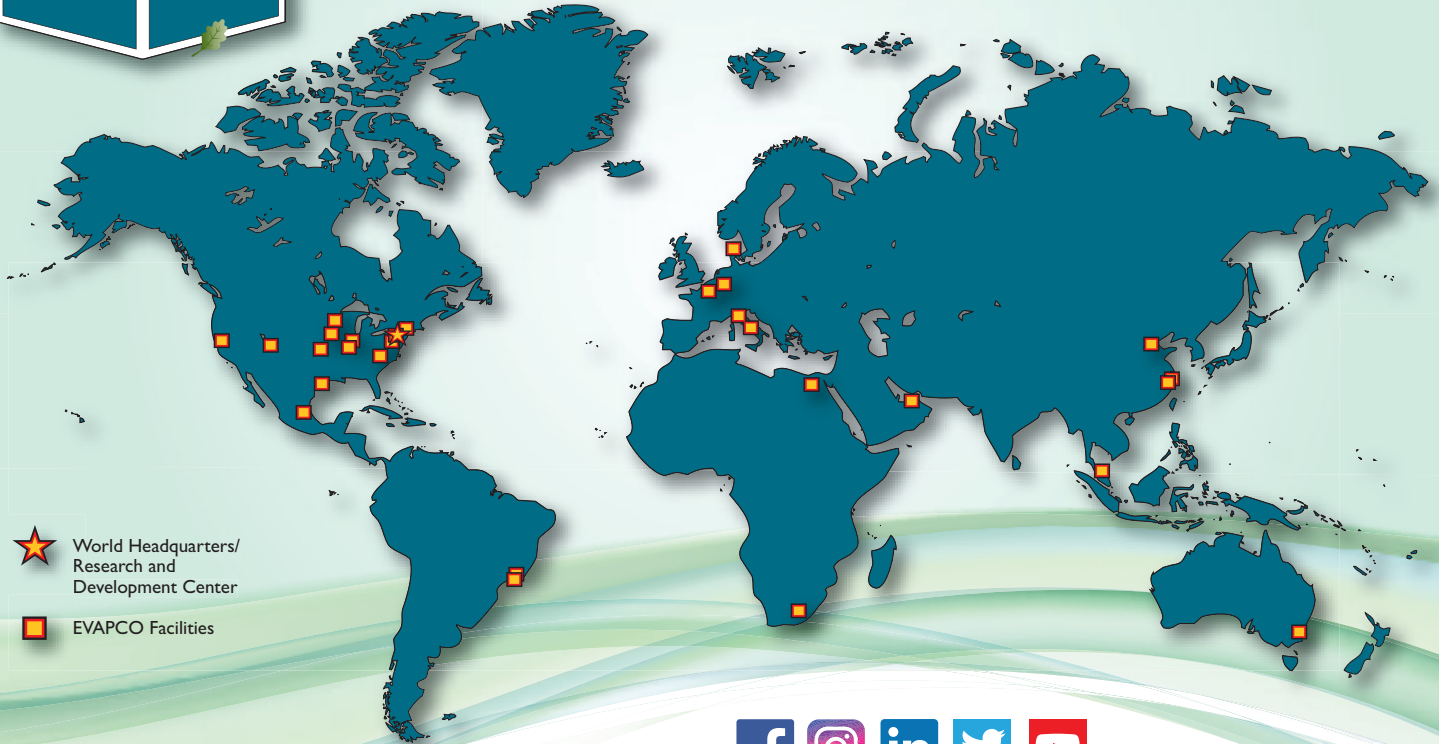 World Headquarters/
Research and
Development Center
EVAPCO Facilities